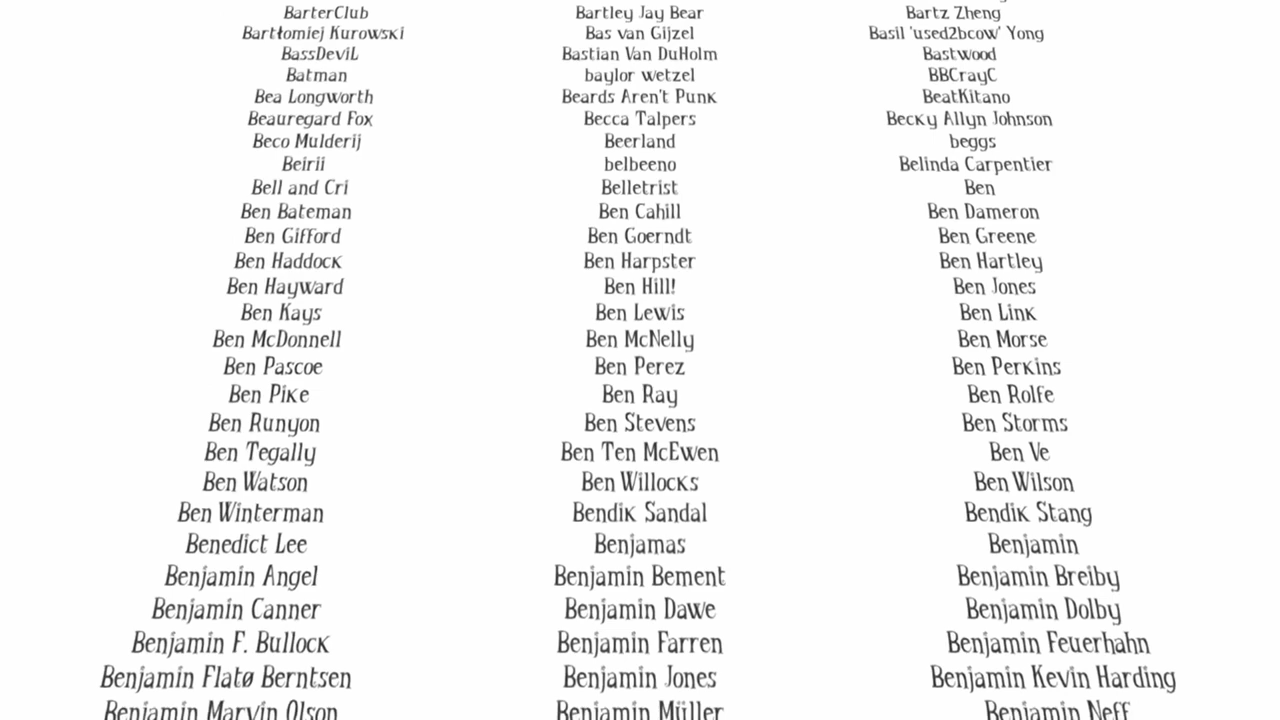 BarterClub Bartley Jay Bear Bartz Zheng
Bartłomiej Kurowski Bas van Gijzel Basil 'used2bcow' Yong
BassDeviL Bastian Van DuHolm Bastwood
Batman baylor wetzel BBCrayC
Bea Longworth Beards Aren't Punk BeatKitano
Beauregard Fox Becca Talpers Becky Allyn Johnson
Beco Mulderij Beerland beggs
Beirii belbeeno Belinda Carpentier
Bell and Cri Belletrist Ben
Ben Bateman Ben Cahill Ben Dameron
Ben Gifford Ben Goerndt Ben Greene
Ben Haddock Ben Harpster Ben Hartley
Ben Hayward Ben Hill! Ben Jones
Ben Kays Ben Lewis Ben Link
Ben McDonnell Ben McNelly Ben Morse
Ben Pascoe Ben Perez Ben Perkins
Ben Pike Ben Ray Ben Rolfe
Ben Runyon Ben Stevens Ben Storms
Ben Tegally Ben Ten McEwen Ben Ve
Ben Watson Ben Willocks Ben Wilson
Ben Winterman Bendik Sandal Bendik Stang
Benedict Lee Benjamas Benjamin
Benjamin Angel Benjamin Bement Benjamin Breiby
Benjamin Canner Benjamin Dawe Benjamin Dolby
Benjamin F. Bullock Benjamin Farren Benjamin Feuerhahn
Benjamin Flatø Berntsen Benjamin Jones Benjamin Kevin Harding
Benjamin Marvin Olson Benjamin Müller Benjamin Neff